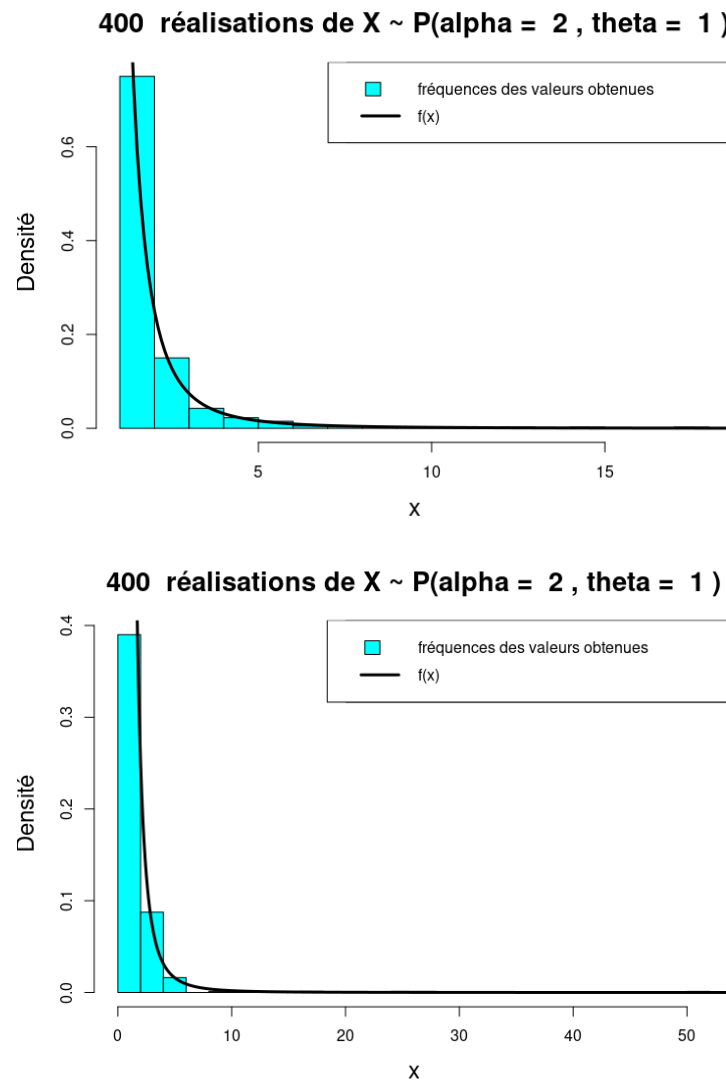 400 réalisations de X ~ P(alpha = 2 , theta = 1 )
fréquences des valeurs obtenues
f(x)
Densité
0.0
0.2
0.4
0.6
5
10
15
x
400 réalisations de X ~ P(alpha = 2 , theta = 1 )
fréquences des valeurs obtenues
f(x)
Densité
0.0
0.1
0.2
0.3
0.4
0
10
20
30
40
50
x